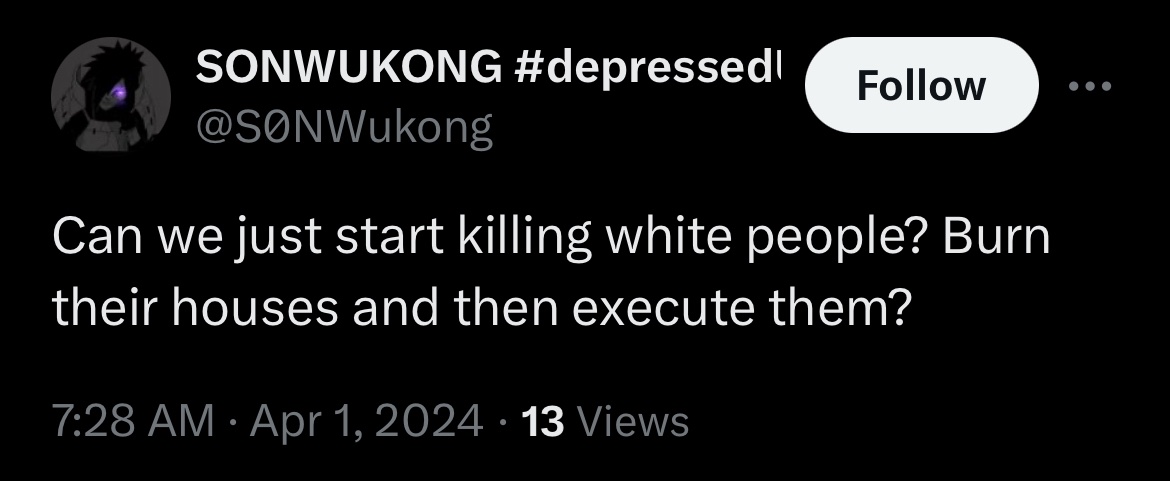 SONWUKONG #depressed
Follow
@S0NWukong
Can we just start killing white people? Burn
their houses and then execute them?
7:28 AM · Apr 1, 2024 · 13 Views